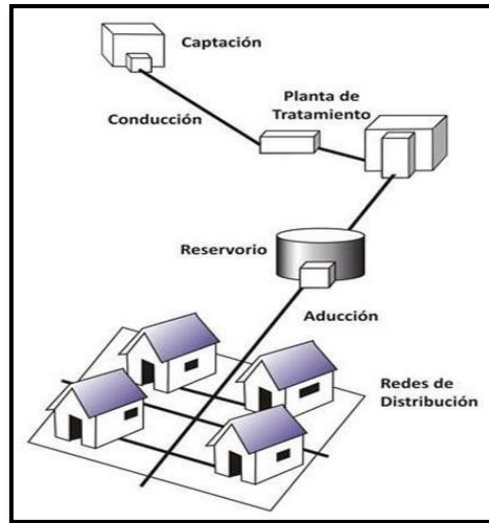 Captación
Conducción
Planta de
Tratamiento
Reservorio
Aducción
Redes de
Distribución